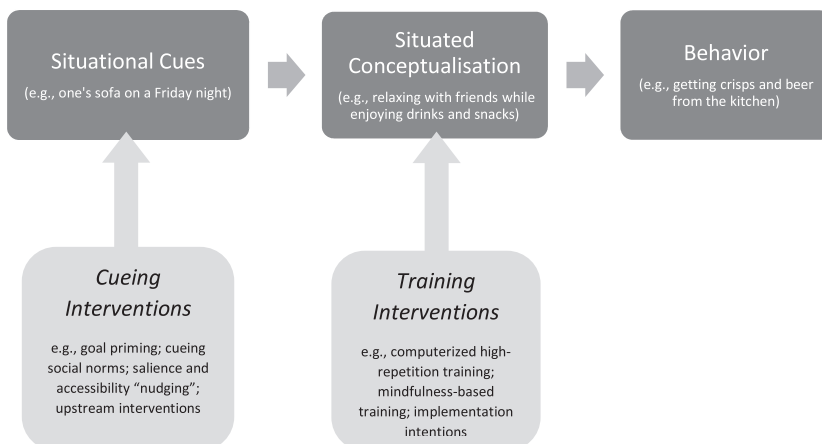 Situational Cues
(e.g., one's sofa on a Friday night)
Situated
Conceptualisation
(e.g., relaxing with friends while
enjoying drinks and snacks)
Behavior
(e.g., getting crisps and beer
from the kitchen)
Cueing
Interventions
e.g., goal priming; cueing
social norms; salience and
accessibility “nudging”;
upstream interventions
Training
Interventions
e.g., computerized high-
repetition training;
mindfulness-based
training; implementation
intentions